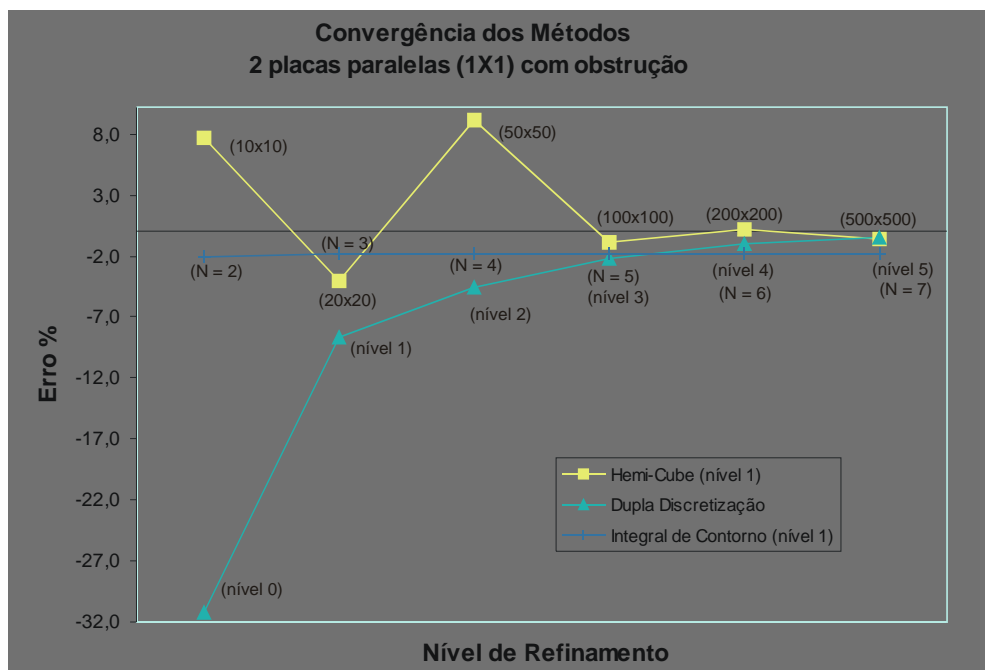 Convergência dos Métodos
2 placas paralelas (1X1) com obstrução
Erro %
8,0
3,0
-2,0
-7,0
-12,0
-17,0
-22,0
-27,0
-32,0
(10x10)
(50x50)
(100x100)
(200x200)
(500x500)
(N = 2)
(N = 3)
(N = 4)
(N = 5)
(nível 4)
(nível 5)
(20x20)
(nível 3)
(N = 6)
(N = 7)
(nível 2)
(nível 1)
(nível 0)
Hemi-Cube (nível 1)
Dupla Discretização
Integral de Contorno (nível 1)
Nível de Refinamento